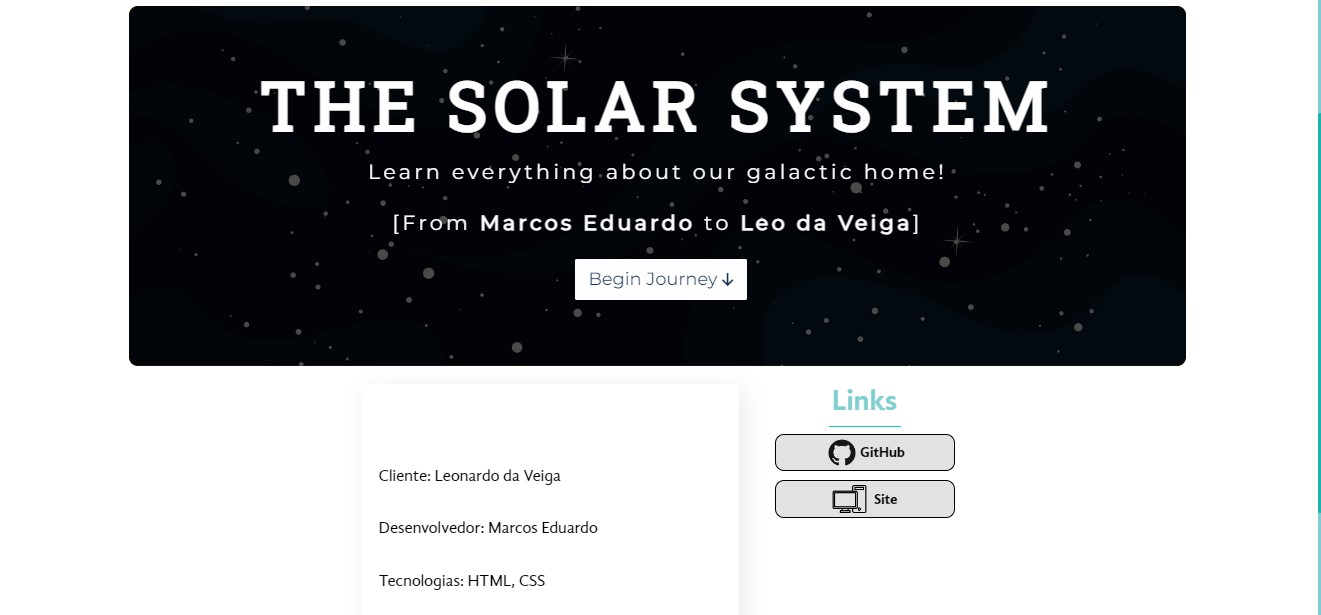 THE SOLAR SYSTEM
Learn everything about our galactic home!
[From Marcos Eduardo to Leo da Veiga]
Begin Journey ↓
Cliente: Leonardo da Veiga
Desenvolvedor: Marcos Eduardo
Tecnologias: HTML, CSS
Links
GitHub
Site